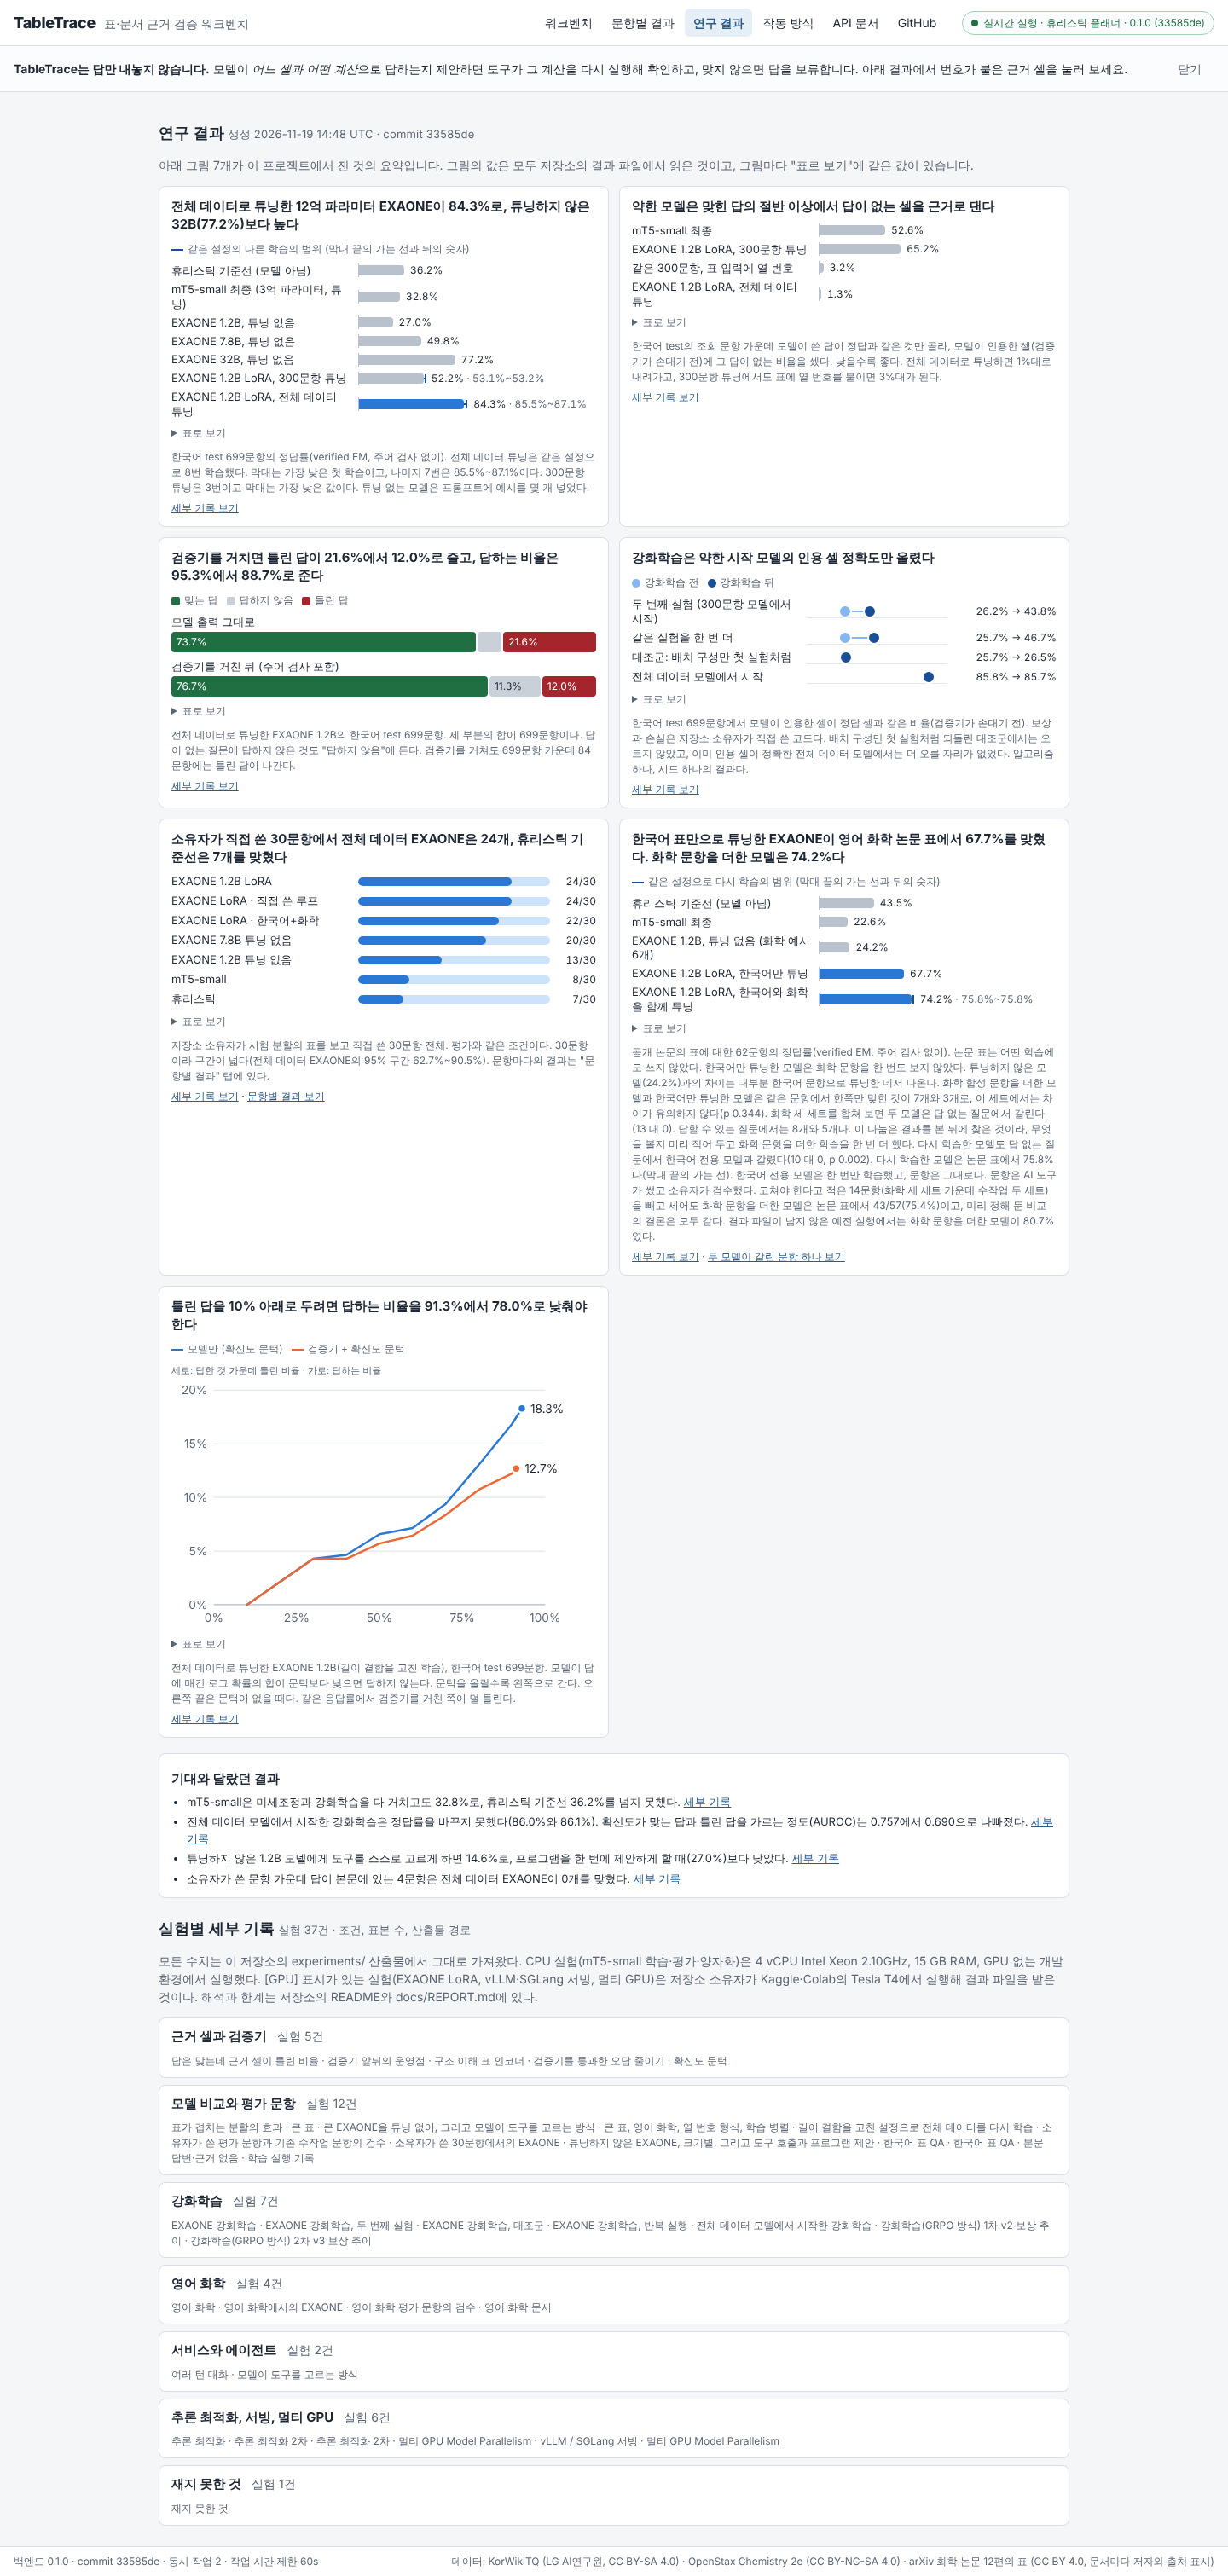 TableTrace 표·문서 근거 검증 워크벤치
워크벤치 문항별 결과 연구 결과 작동 방식 API 문서 GitHub
실시간 실행 · 휴리스틱 플래너 · 0.1.0 (33585de)
TableTrace는 답만 내놓지 않습니다. 모델이 어느 셀과 어떤 계산으로 답하는지 제안하면 도구가 그 계산을 다시 실행해 확인하고, 맞지 않으면 답을 보류합니다. 아래 결과에서 번호가 붙은 근거 셀을 눌러 보세요.
닫기
연구 결과 생성 2026-11-19 14:48 UTC · commit 33585de
아래 그림 7개가 이 프로젝트에서 잰 것의 요약입니다. 그림의 값은 모두 저장소의 결과 파일에서 읽은 것이고, 그림마다 "표로 보기"에 같은 값이 있습니다.
전체 데이터로 튜닝한 12억 파라미터 EXAONE이 84.3%로, 튜닝하지 않은
32B(77.2%)보다 높다
같은 설정의 다른 학습의 범위 (막대 끝의 가는 선과 뒤의 숫자)
휴리스틱 기준선 (모델 아님) 36.2%
mT5-small 최종 (3억 파라미터, 튜
닝) 32.8%
EXAONE 1.2B, 튜닝 없음 27.0%
EXAONE 7.8B, 튜닝 없음 49.8%
EXAONE 32B, 튜닝 없음 77.2%
EXAONE 1.2B LoRA, 300문항 튜닝 52.2% · 53.1%~53.2%
EXAONE 1.2B LoRA, 전체 데이터
튜닝 84.3% · 85.5%~87.1%
▶ 표로 보기
한국어 test 699문항의 정답률(verified EM, 주어 검사 없이). 전체 데이터 튜닝은 같은 설정으
로 8번 학습했다. 막대는 가장 낮은 첫 학습이고, 나머지 7번은 85.5%~87.1%이다. 300문항
튜닝은 3번이고 막대는 가장 낮은 값이다. 튜닝 없는 모델은 프롬프트에 예시를 몇 개 넣었다.
세부 기록 보기
약한 모델은 맞힌 답의 절반 이상에서 답이 없는 셀을 근거로 댄다
mT5-small 최종 52.6%
EXAONE 1.2B LoRA, 300문항 튜닝 65.2%
같은 300문항, 표 입력에 열 번호 3.2%
EXAONE 1.2B LoRA, 전체 데이터
튜닝 1.3%
▶ 표로 보기
한국어 test의 조회 문항 가운데 모델이 쓴 답이 정답과 같은 것만 골라, 모델이 인용한 셀(검증
기가 손대기 전)에 그 답이 없는 비율을 셌다. 낮을수록 좋다. 전체 데이터로 튜닝하면 1%대로
내려가고, 300문항 튜닝에서도 표에 열 번호를 붙이면 3%대가 된다.
세부 기록 보기
검증기를 거치면 틀린 답이 21.6%에서 12.0%로 줄고, 답하는 비율은
95.3%에서 88.7%로 준다
맞는 답 답하지 않음 틀린 답
모델 출력 그대로
73.7% 21.6%
검증기를 거친 뒤 (주어 검사 포함)
76.7% 11.3% 12.0%
▶ 표로 보기
전체 데이터로 튜닝한 EXAONE 1.2B의 한국어 test 699문항. 세 부분의 합이 699문항이다. 답
이 없는 질문에 답하지 않은 것도 "답하지 않음"에 든다. 검증기를 거쳐도 699문항 가운데 84
문항에는 틀린 답이 나간다.
세부 기록 보기
강화학습은 약한 시작 모델의 인용 셀 정확도만 올렸다
강화학습 전 강화학습 뒤
두 번째 실험 (300문항 모델에서
시작) 26.2% → 43.8%
같은 실험을 한 번 더 25.7% → 46.7%
대조군: 배치 구성만 첫 실험처럼 25.7% → 26.5%
전체 데이터 모델에서 시작 85.8% → 85.7%
▶ 표로 보기
한국어 test 699문항에서 모델이 인용한 셀이 정답 셀과 같은 비율(검증기가 손대기 전). 보상
과 손실은 저장소 소유자가 직접 쓴 코드다. 배치 구성만 첫 실험처럼 되돌린 대조군에서는 오
르지 않았고, 이미 인용 셀이 정확한 전체 데이터 모델에서는 더 오를 자리가 없었다. 알고리즘
하나, 시드 하나의 결과다.
세부 기록 보기
소유자가 직접 쓴 30문항에서 전체 데이터 EXAONE은 24개, 휴리스틱 기
준선은 7개를 맞혔다
EXAONE 1.2B LoRA 24/30
EXAONE LoRA · 직접 쓴 루프 24/30
EXAONE LoRA · 한국어+화학 22/30
EXAONE 7.8B 튜닝 없음 20/30
EXAONE 1.2B 튜닝 없음 13/30
mT5-small 8/30
휴리스틱 7/30
▶ 표로 보기
저장소 소유자가 시험 분할의 표를 보고 직접 쓴 30문항 전체. 평가와 같은 조건이다. 30문항
이라 구간이 넓다(전체 데이터 EXAONE의 95% 구간 62.7%~90.5%). 문항마다의 결과는 "문
항별 결과" 탭에 있다.
세부 기록 보기 · 문항별 결과 보기
한국어 표만으로 튜닝한 EXAONE이 영어 화학 논문 표에서 67.7%를 맞혔
다. 화학 문항을 더한 모델은 74.2%다
같은 설정으로 다시 학습의 범위 (막대 끝의 가는 선과 뒤의 숫자)
휴리스틱 기준선 (모델 아님) 43.5%
mT5-small 최종 22.6%
EXAONE 1.2B, 튜닝 없음 (화학 예시
6개) 24.2%
EXAONE 1.2B LoRA, 한국어만 튜닝 67.7%
EXAONE 1.2B LoRA, 한국어와 화학
을 함께 튜닝 74.2% · 75.8%~75.8%
▶ 표로 보기
공개 논문의 표에 대한 62문항의 정답률(verified EM, 주어 검사 없이). 논문 표는 어떤 학습에
도 쓰지 않았다. 한국어만 튜닝한 모델은 화학 문항을 한 번도 보지 않았다. 튜닝하지 않은 모
델(24.2%)과의 차이는 대부분 한국어 문항으로 튜닝한 데서 나온다. 화학 합성 문항을 더한 모
델과 한국어만 튜닝한 모델은 같은 문항에서 한쪽만 맞힌 것이 7개와 3개로, 이 세트에서는 차
이가 유의하지 않다(p 0.344). 화학 세 세트를 합쳐 보면 두 모델은 답 없는 질문에서 갈린다
(13 대 0). 답할 수 있는 질문에서는 8개와 5개다. 이 나눔은 결과를 본 뒤에 찾은 것이라, 무엇
을 볼지 미리 적어 두고 화학 문항을 더한 학습을 한 번 더 했다. 다시 학습한 모델도 답 없는 질
문에서 한국어 전용 모델과 갈렸다(10 대 0, p 0.002). 다시 학습한 모델은 논문 표에서 75.8%
다(막대 끝의 가는 선). 한국어 전용 모델은 한 번만 학습했고, 문항은 그대로다. 문항은 AI 도구
가 썼고 소유자가 검수했다. 고쳐야 한다고 적은 14문항(화학 세 세트 가운데 수작업 두 세트)
을 빼고 세어도 화학 문항을 더한 모델은 논문 표에서 43/57(75.4%)이고, 미리 정해 둔 비교
의 결론은 모두 같다. 결과 파일이 남지 않은 예전 실행에서는 화학 문항을 더한 모델이 80.7%
였다.
세부 기록 보기 · 두 모델이 갈린 문항 하나 보기
틀린 답을 10% 아래로 두려면 답하는 비율을 91.3%에서 78.0%로 낮춰야
한다
모델만 (확신도 문턱) 검증기 + 확신도 문턱
세로: 답한 것 가운데 틀린 비율 · 가로: 답하는 비율
20%
18.3%
15%
12.7%
10%
5%
0%
0% 25% 50% 75% 100%
▶ 표로 보기
전체 데이터로 튜닝한 EXAONE 1.2B(길이 결함을 고친 학습), 한국어 test 699문항. 모델이 답
에 매긴 로그 확률의 합이 문턱보다 낮으면 답하지 않는다. 문턱을 올릴수록 왼쪽으로 간다. 오
른쪽 끝은 문턱이 없을 때다. 같은 응답률에서 검증기를 거친 쪽이 덜 틀린다.
세부 기록 보기
기대와 달랐던 결과
• mT5-small은 미세조정과 강화학습을 다 거치고도 32.8%로, 휴리스틱 기준선 36.2%를 넘지 못했다. 세부 기록
• 전체 데이터 모델에서 시작한 강화학습은 정답률을 바꾸지 못했다(86.0%와 86.1%). 확신도가 맞는 답과 틀린 답을 가르는 정도(AUROC)는 0.757에서 0.690으로 나빠졌다. 세부
기록
• 튜닝하지 않은 1.2B 모델에게 도구를 스스로 고르게 하면 14.6%로, 프로그램을 한 번에 제안하게 할 때(27.0%)보다 낮았다. 세부 기록
• 소유자가 쓴 문항 가운데 답이 본문에 있는 4문항은 전체 데이터 EXAONE이 0개를 맞혔다. 세부 기록
실험별 세부 기록 실험 37건 · 조건, 표본 수, 산출물 경로
모든 수치는 이 저장소의 experiments/ 산출물에서 그대로 가져왔다. CPU 실험(mT5-small 학습·평가·양자화)은 4 vCPU Intel Xeon 2.10GHz, 15 GB RAM, GPU 없는 개발
환경에서 실행했다. [GPU] 표시가 있는 실험(EXAONE LoRA, vLLM·SGLang 서빙, 멀티 GPU)은 저장소 소유자가 Kaggle·Colab의 Tesla T4에서 실행해 결과 파일을 받은
것이다. 해석과 한계는 저장소의 README와 docs/REPORT.md에 있다.
근거 셀과 검증기 실험 5건
답은 맞는데 근거 셀이 틀린 비율 · 검증기 앞뒤의 운영점 · 구조 이해 표 인코더 · 검증기를 통과한 오답 줄이기 · 확신도 문턱
모델 비교와 평가 문항 실험 12건
표가 겹치는 분할의 효과 · 큰 표 · 큰 EXAONE을 튜닝 없이, 그리고 모델이 도구를 고르는 방식 · 큰 표, 영어 화학, 열 번호 형식, 학습 병렬 · 길이 결함을 고친 설정으로 전체 데이터를 다시 학습 · 소
유자가 쓴 평가 문항과 기존 수작업 문항의 검수 · 소유자가 쓴 30문항에서의 EXAONE · 튜닝하지 않은 EXAONE, 크기별. 그리고 도구 호출과 프로그램 제안 · 한국어 표 QA · 한국어 표 QA · 본문
답변·근거 없음 · 학습 실행 기록
강화학습 실험 7건
EXAONE 강화학습 · EXAONE 강화학습, 두 번째 실험 · EXAONE 강화학습, 대조군 · EXAONE 강화학습, 반복 실행 · 전체 데이터 모델에서 시작한 강화학습 · 강화학습(GRPO 방식) 1차 v2 보상 추
이 · 강화학습(GRPO 방식) 2차 v3 보상 추이
영어 화학 실험 4건
영어 화학 · 영어 화학에서의 EXAONE · 영어 화학 평가 문항의 검수 · 영어 화학 문서
서비스와 에이전트 실험 2건
여러 턴 대화 · 모델이 도구를 고르는 방식
추론 최적화, 서빙, 멀티 GPU 실험 6건
추론 최적화 · 추론 최적화 2차 · 추론 최적화 2차 · 멀티 GPU Model Parallelism · vLLM / SGLang 서빙 · 멀티 GPU Model Parallelism
재지 못한 것 실험 1건
재지 못한 것
백엔드 0.1.0 · commit 33585de · 동시 작업 2 · 작업 시간 제한 60s
데이터: KorWikiTQ (LG AI연구원, CC BY-SA 4.0) · OpenStax Chemistry 2e (CC BY-NC-SA 4.0) · arXiv 화학 논문 12편의 표 (CC BY 4.0, 문서마다 저자와 출처 표시)